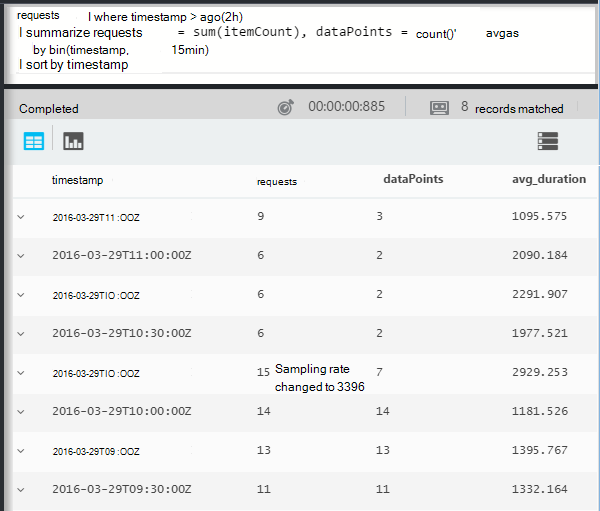 requests | where timestamp > ago(2h)
| summarize requests = sum(itemCount), dataPoints = count()' avgas
by bin(timestamp, 15min)
| sort by timestamp
Completed 00:00:00:885 8 records matched
timestamp requests dataPoints avg_duration
2016-03-29T11 :OOZ 9 3 1095.575
2016-03-29T11:00:00Z 6 2 2090.184
2016-03-29TIO :OOZ 6 2 2291.907
2016-03-29T10:30:00Z 6 2 1977.521
2016-03-29TIO :OOZ 15 Sampling rate changed to 3396 7 2929.253
2016-03-29T10:00:00Z 14 14 1181.526
2016-03-29T09 :OOZ 13 13 1395.767
2016-03-29T09:30:00Z 11 11 1332.164